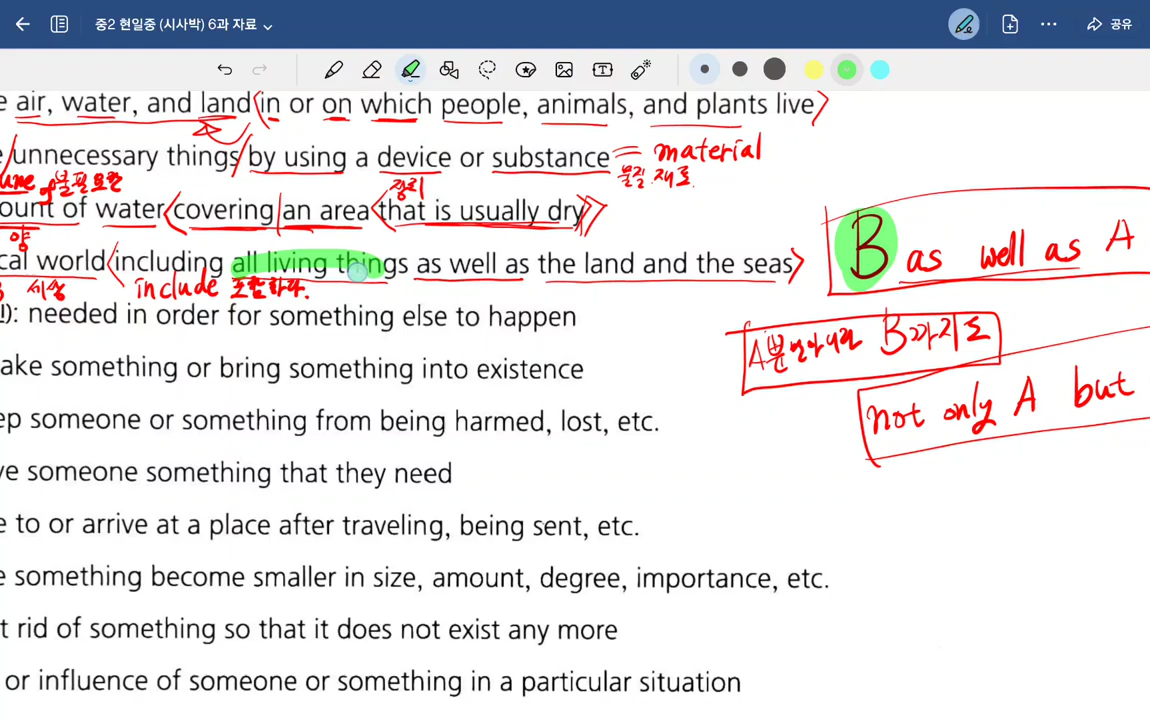 중2 현일중 (시사박) 6과 자료
공유
e air, water, and land (in or on which people, animals, and plants live)
unnecessary things / by using a device or substance = material
불필요한
장치
물질, 재료
ount of water <covering | an area <that is usually dry>>
양
cal world <including all living things as well as the land and the seas>
세상
include 포함하다.
B as well as A
A뿐만아니라 B까지도
not only A but
): needed in order for something else to happen
ake something or bring something into existence
ep someone or something from being harmed, lost, etc.
ve someone something that they need
e to or arrive at a place after traveling, being sent, etc.
e something become smaller in size, amount, degree, importance, etc.
t rid of something so that it does not exist any more
or influence of someone or something in a particular situation